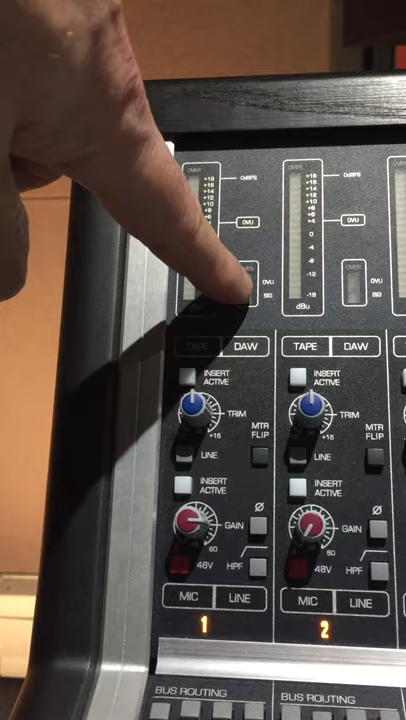 OVER OVER
+18 0dBFS +18 0dBFS
+16 +16
+14 +14
+12 +12
+10 +10
+8 +8
+6 +6
0VU +4 0VU
0
-4
OVER -8 OVER
0VU -12 0VU
SIG SIG
-18
dBu
TAPE DAW TAPE DAW
INSERT ACTIVE INSERT ACTIVE
TRIM TRIM
+15 +15
MTR FLIP MTR FLIP
LINE LINE
INSERT ACTIVE INSERT ACTIVE
Ø Ø
GAIN GAIN
60 60
48V HPF 48V HPF
MIC LINE MIC LINE
1 2
BUS ROUTING BUS ROUTING